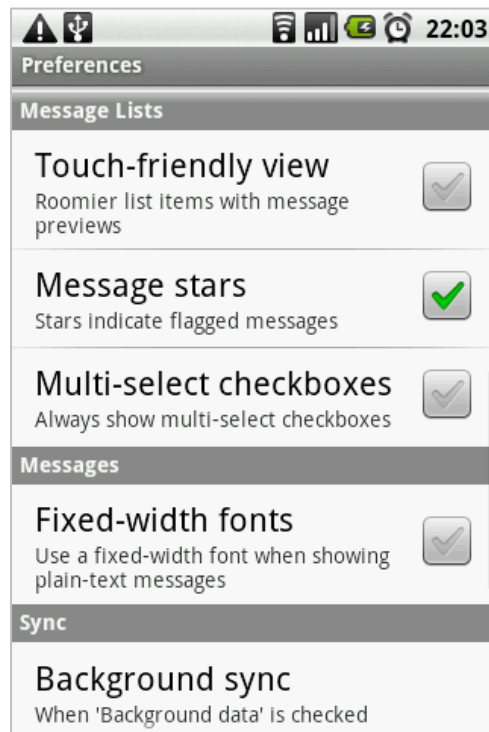 22:03
Preferences
Message Lists
Touch-friendly view
Roomier list items with message
previews
Message stars
Stars indicate flagged messages
Multi-select checkboxes
Always show multi-select checkboxes
Messages
Fixed-width fonts
Use a fixed-width font when showing
plain-text messages
Sync
Background sync
When 'Background data' is checked